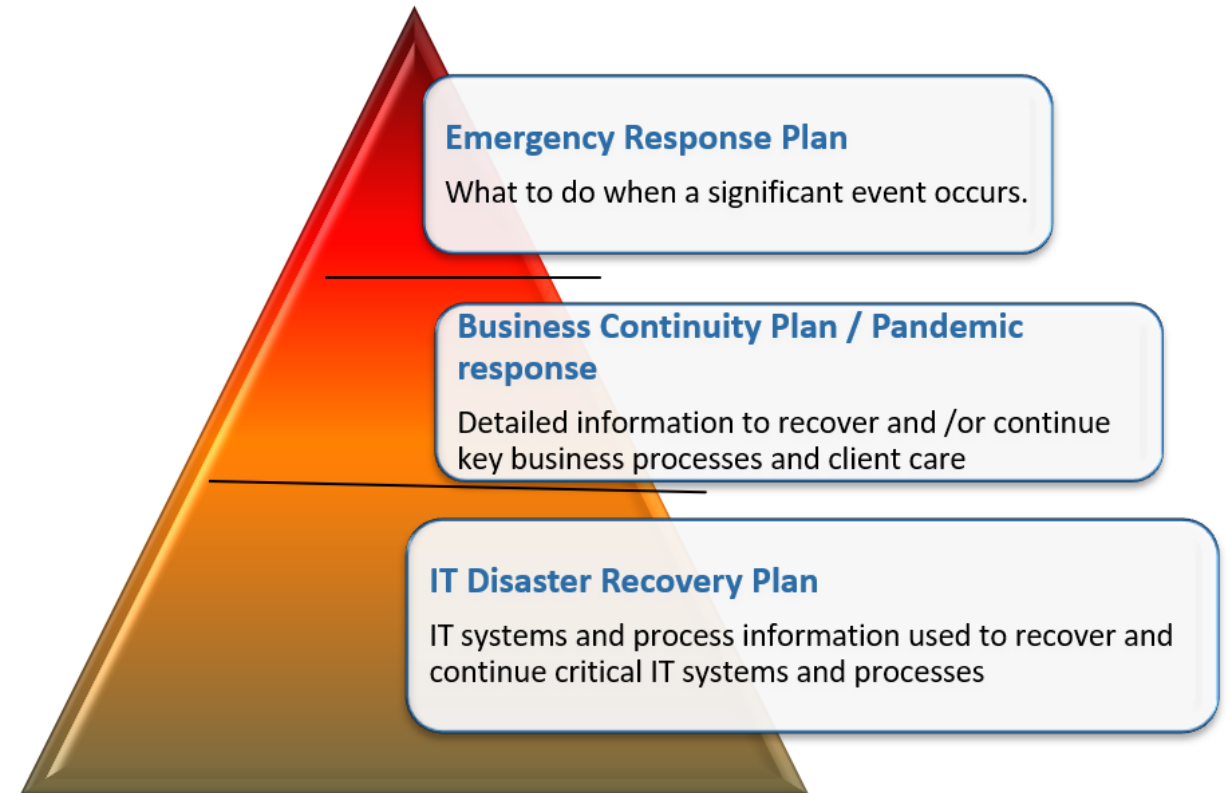 Emergency Response Plan
What to do when a significant event occurs.
Business Continuity Plan / Pandemic
response
Detailed information to recover and /or continue
key business processes and client care
IT Disaster Recovery Plan
IT systems and process information used to recover and
continue critical IT systems and processes